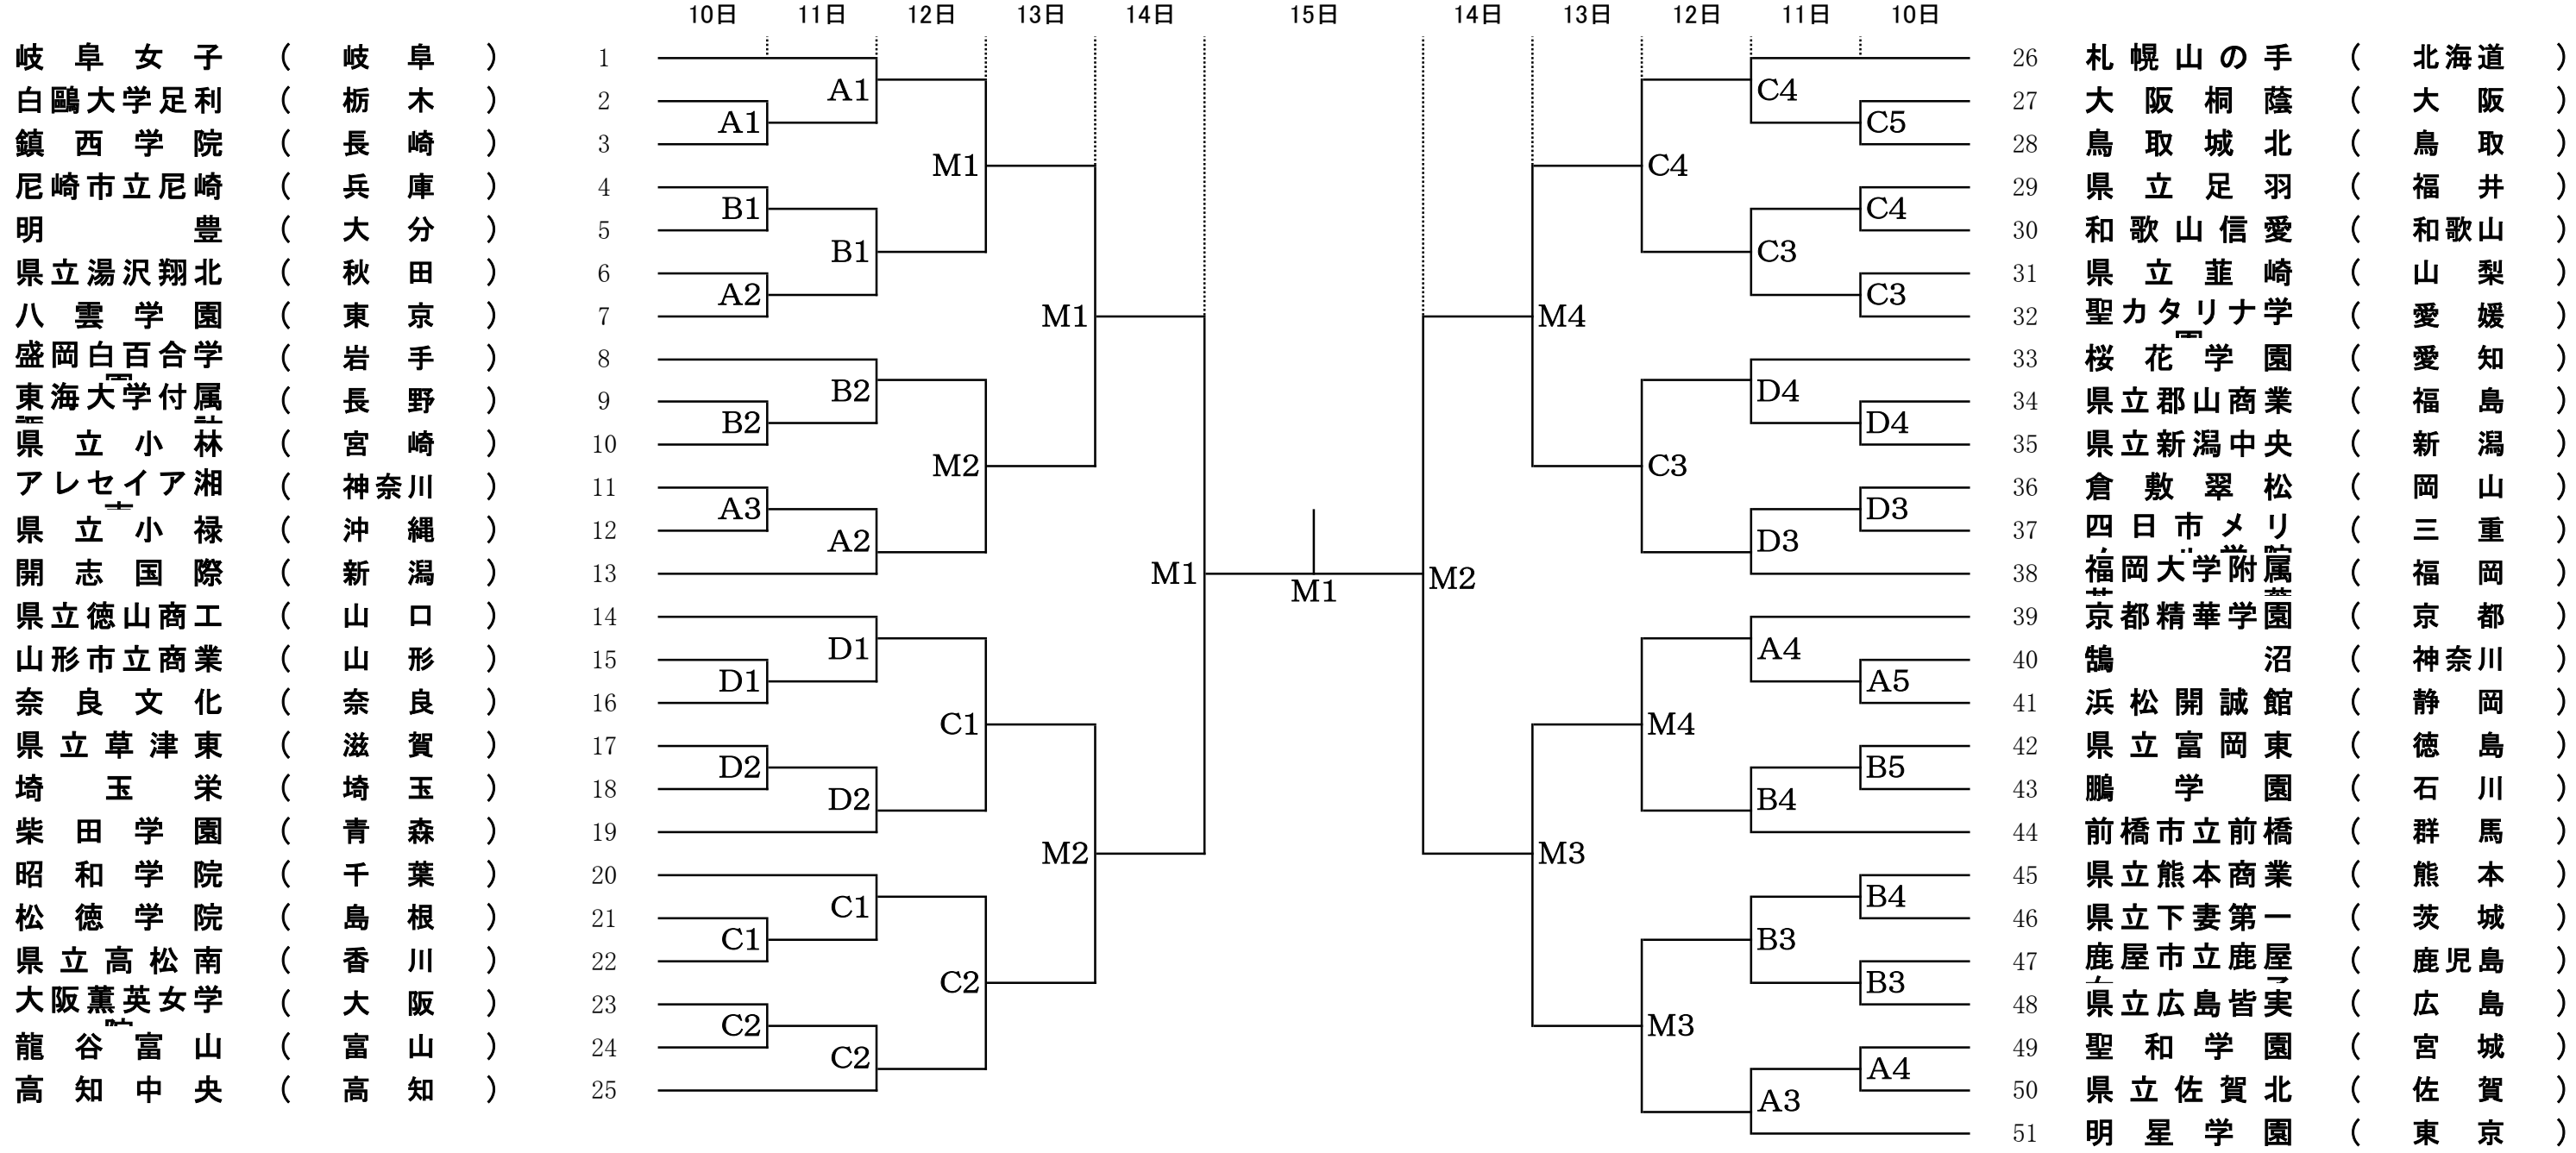 10日 11日 12日 13日 14日 15日 14日 13日 12日 11日 10日
岐阜女子 ( 岐阜 ) 1
白鷗大学足利 ( 栃木 ) 2
鎮西学院 ( 長崎 ) 3
尼崎市立尼崎 ( 兵庫 ) 4
明豊 ( 大分 ) 5
県立湯沢翔北 ( 秋田 ) 6
八雲学園 ( 東京 ) 7
盛岡白百合学 ( 岩手 ) 8
東海大学付属 ( 長野 ) 9
県立小林 ( 宮崎 ) 10
アレセイア湘 ( 神奈川 ) 11
県立小禄 ( 沖縄 ) 12
開志国際 ( 新潟 ) 13
県立徳山商工 ( 山口 ) 14
山形市立商業 ( 山形 ) 15
奈良文化 ( 奈良 ) 16
県立草津東 ( 滋賀 ) 17
埼玉栄 ( 埼玉 ) 18
柴田学園 ( 青森 ) 19
昭和学院 ( 千葉 ) 20
松徳学院 ( 島根 ) 21
県立高松南 ( 香川 ) 22
大阪薫英女学 ( 大阪 ) 23
龍谷富山 ( 富山 ) 24
高知中央 ( 高知 ) 25
A1
B1
A2
B2
A3
D1
D2
C1
C2
A1
B1
B2
A2
D1
D2
C1
C2
M1
M2
C1
C2
M1
M2
M1
M1
M2
M4
M3
C4
C3
M4
M3
C4
C3
D4
D3
A4
B4
B3
A3
C5
C4
C3
D4
D3
A5
B5
B4
B3
A4
26 札幌山の手 ( 北海道 )
27 大阪桐蔭 ( 大阪 )
28 鳥取城北 ( 鳥取 )
29 県立足羽 ( 福井 )
30 和歌山信愛 ( 和歌山 )
31 県立韮崎 ( 山梨 )
32 聖カタリナ学 ( 愛媛 )
33 桜花学園 ( 愛知 )
34 県立郡山商業 ( 福島 )
35 県立新潟中央 ( 新潟 )
36 倉敷翠松 ( 岡山 )
37 四日市メリ ( 三重 )
38 福岡大学附属 ( 福岡 )
39 京都精華学園 ( 京都 )
40 鵠沼 ( 神奈川 )
41 浜松開誠館 ( 静岡 )
42 県立富岡東 ( 徳島 )
43 鵬学園 ( 石川 )
44 前橋市立前橋 ( 群馬 )
45 県立熊本商業 ( 熊本 )
46 県立下妻第一 ( 茨城 )
47 鹿屋市立鹿屋 ( 鹿児島 )
48 県立広島皆実 ( 広島 )
49 聖和学園 ( 宮城 )
50 県立佐賀北 ( 佐賀 )
51 明星学園 ( 東京 )